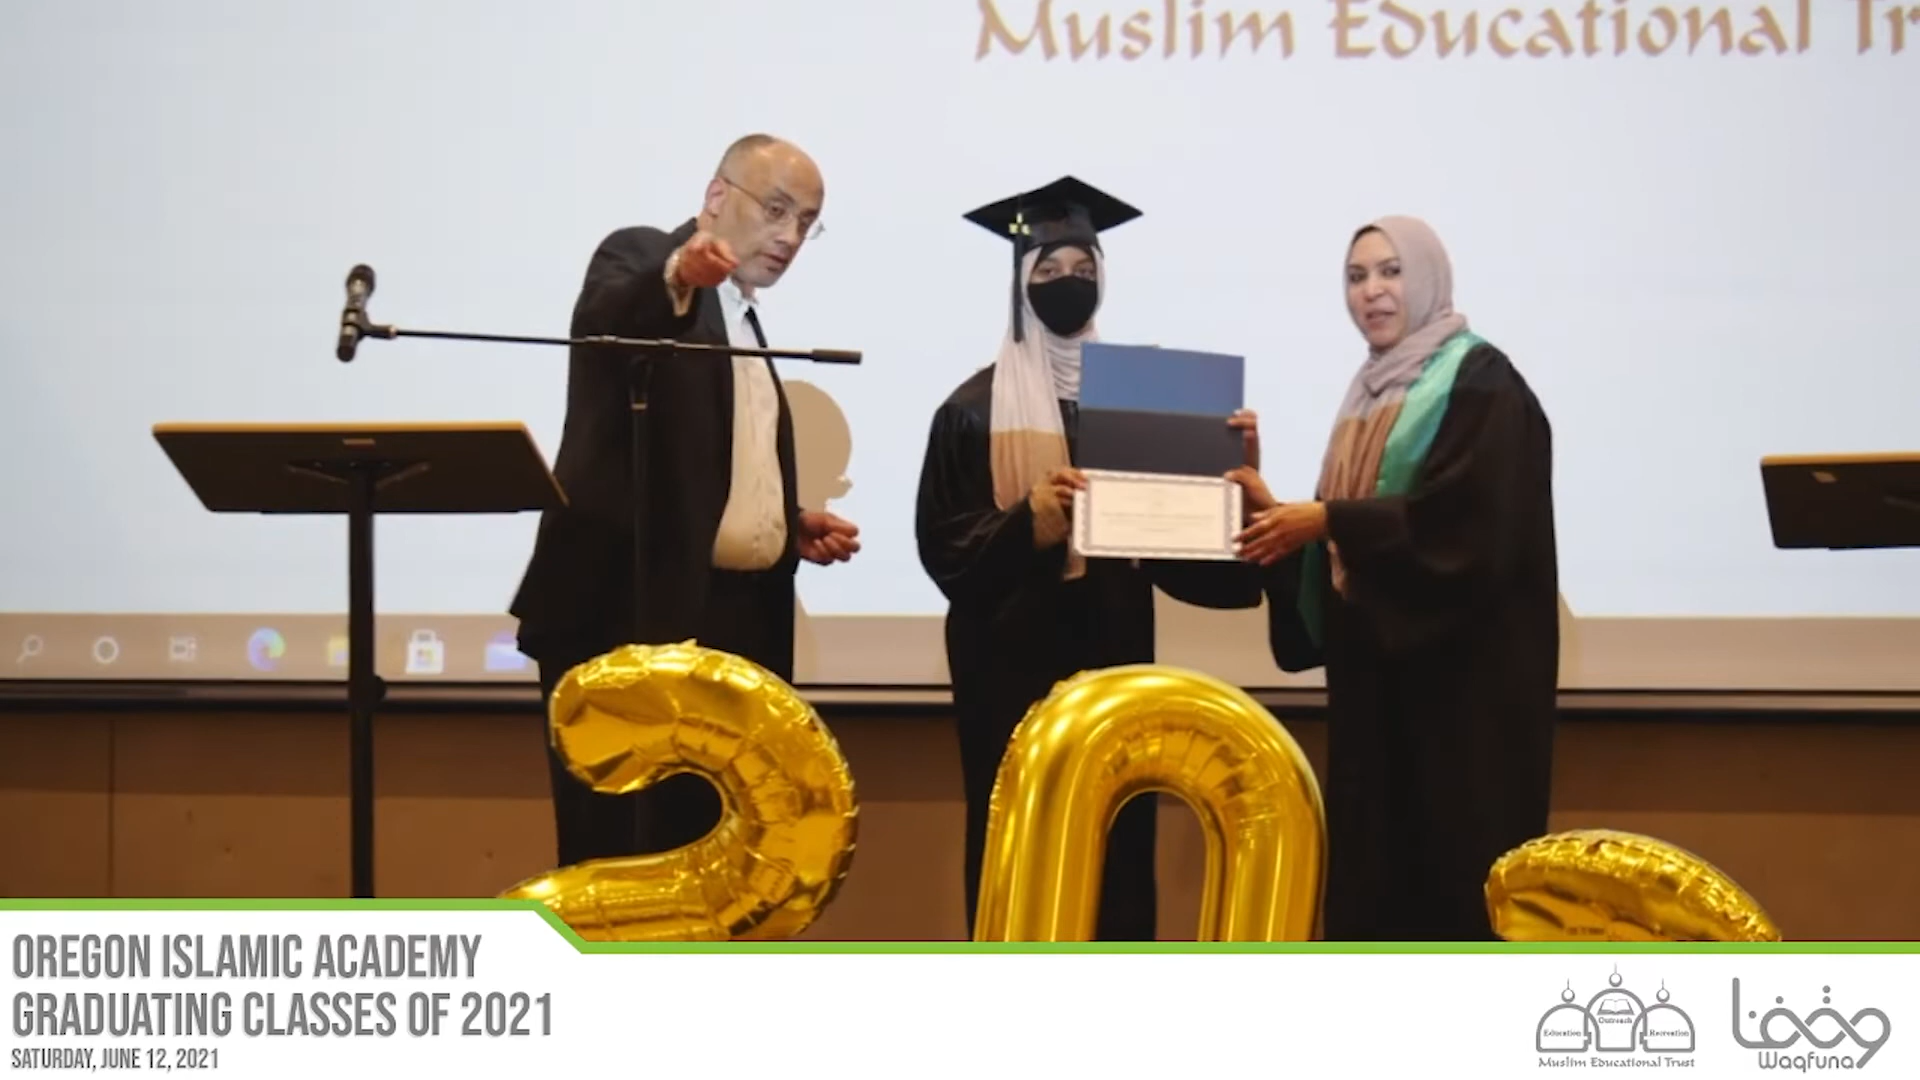 Muslim Educational Tr
OREGON ISLAMIC ACADEMY
GRADUATING CLASSES OF 2021
SATURDAY, JUNE 12, 2021
Education
Outreach
Recreation
Muslim Educational Trust
وقفنا
Waqfuna